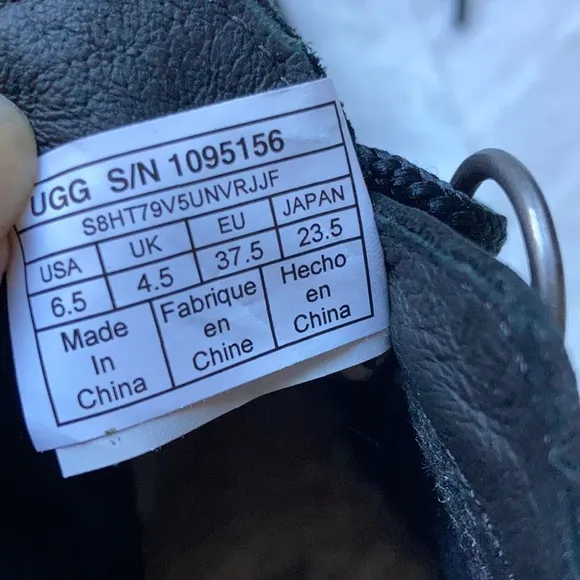 UGG S/N 1095156
S8HT79V5UNVRJJF
USA UK EU JAPAN
6.5 4.5 37.5 23.5
Made In China
Fabrique en Chine
Hecho en China